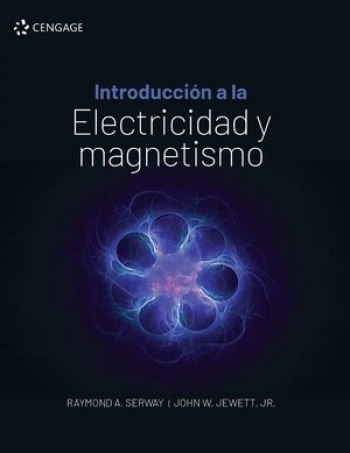 CENGAGE
Introducción a la
Electricidad y
magnetismo
RAYMOND A. SERWAY | JOHN W. JEWETT, JR.